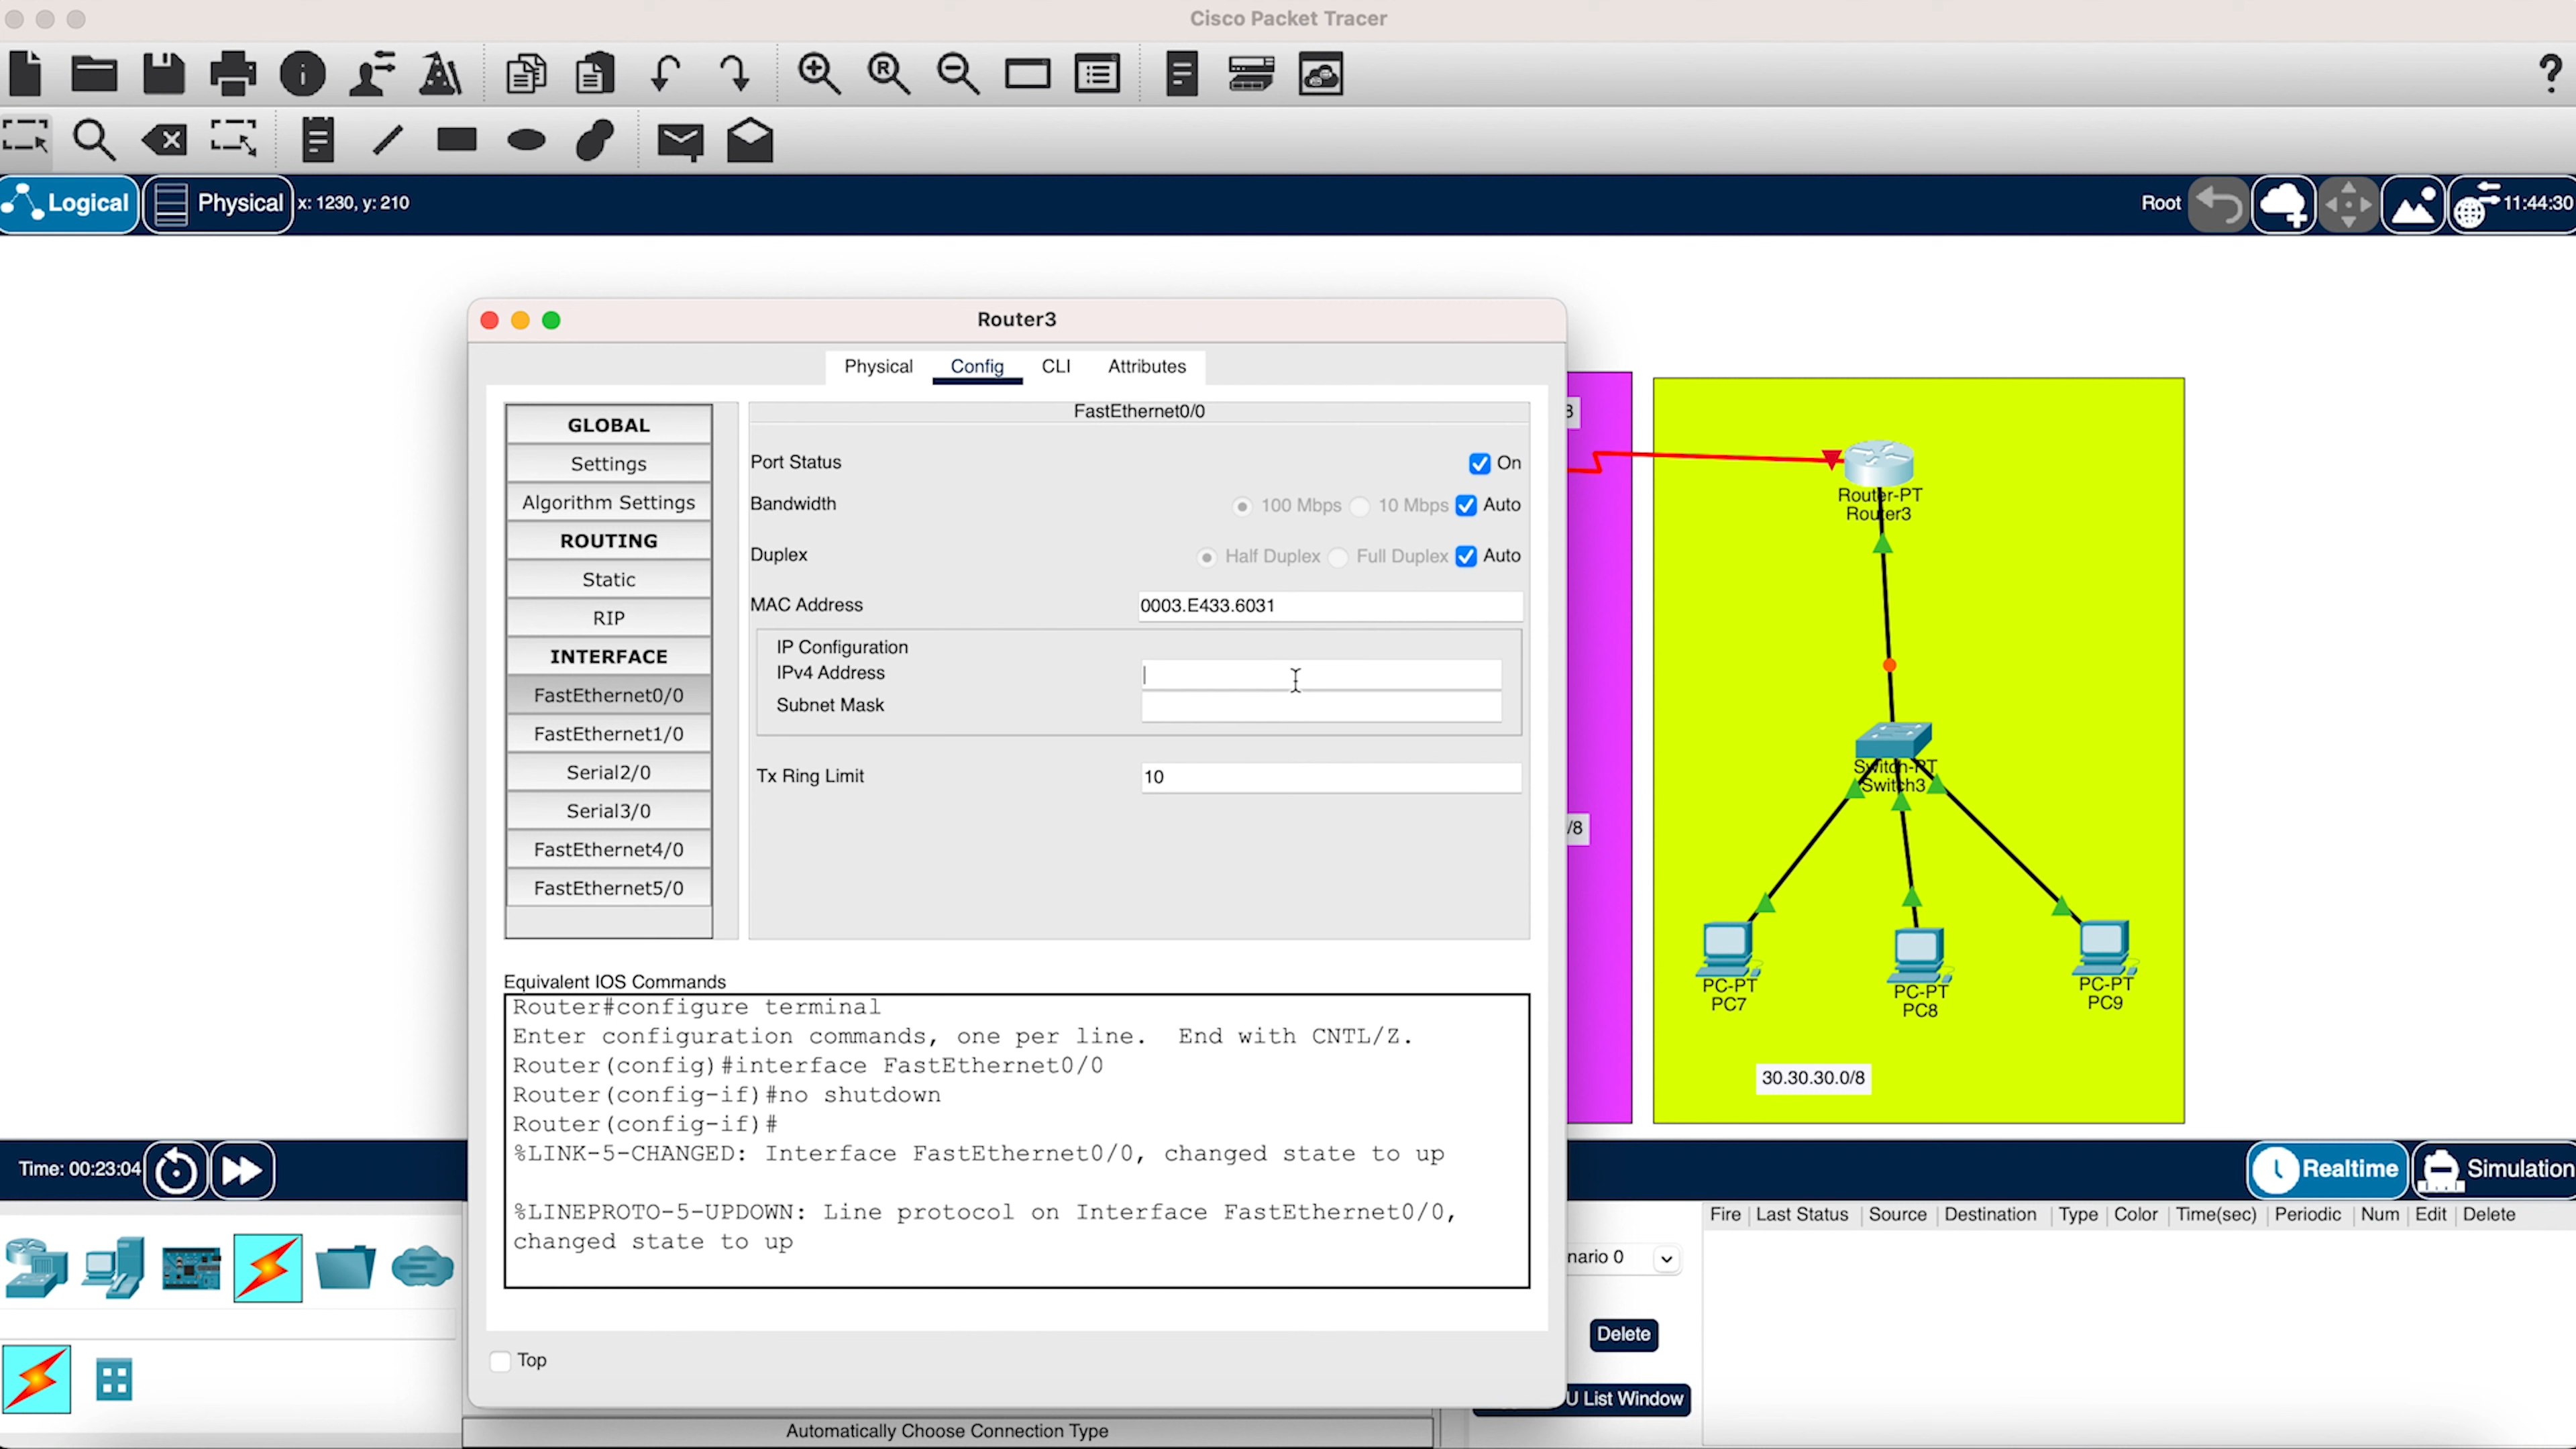 Cisco Packet Tracer
Logical
Physical
x: 1230, y: 210
Root
11:44:30
Router3
Physical
Config
CLI
Attributes
GLOBAL
Settings
Algorithm Settings
ROUTING
Static
RIP
INTERFACE
FastEthernet0/0
FastEthernet1/0
Serial2/0
Serial3/0
FastEthernet4/0
FastEthernet5/0
FastEthernet0/0
Port Status
On
Bandwidth
100 Mbps
10 Mbps
Auto
Duplex
Half Duplex
Full Duplex
Auto
MAC Address
0003.E433.6031
IP Configuration
IPv4 Address
Subnet Mask
Tx Ring Limit
10
Equivalent IOS Commands
Router#configure terminal
Enter configuration commands, one per line. End with CNTL/Z.
Router(config)#interface FastEthernet0/0
Router(config-if)#no shutdown
Router(config-if)#
%LINK-5-CHANGED: Interface FastEthernet0/0, changed state to up
%LINEPROTO-5-UPDOWN: Line protocol on Interface FastEthernet0/0,
changed state to up
Top
/8
Router-PT
Router3
Switch-PT
Switch3
PC-PT
PC7
PC-PT
PC8
PC-PT
PC9
30.30.30.0/8
Time: 00:23:04
Realtime
Simulation
Fire
Last Status
Source
Destination
Type
Color
Time(sec)
Periodic
Num
Edit
Delete
nario 0
Delete
U List Window
Automatically Choose Connection Type